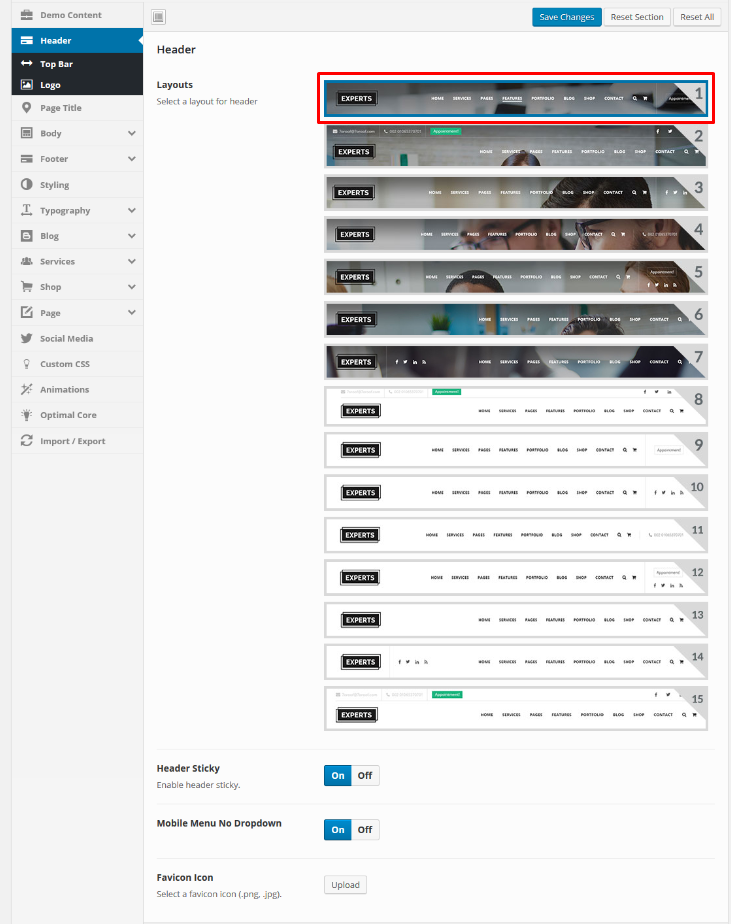 Demo Content
Header
Top Bar
Logo
Page Title
Body
Footer
Styling
Typography
Blog
Services
Shop
Page
Social Media
Custom CSS
Animations
Optimal Core
Import / Export
Save Changes
Reset Section
Reset All
Header
Layouts
Select a layout for header
EXPERTS HOME SERVICES PAGES FEATURES PORTFOLIO BLOG SHOP CONTACT Appointment 1
Appointment! 2
EXPERTS HOME SERVICES PAGES FEATURES PORTFOLIO BLOG SHOP CONTACT
EXPERTS HOME SERVICES PAGES FEATURES PORTFOLIO BLOG SHOP CONTACT 3
EXPERTS HOME SERVICES PAGES FEATURES PORTFOLIO BLOG SHOP CONTACT 4
EXPERTS HOME SERVICES PAGES FEATURES PORTFOLIO BLOG SHOP CONTACT Appointment! 5
EXPERTS HOME SERVICES PAGES FEATURES PORTFOLIO BLOG SHOP CONTACT 6
EXPERTS HOME SERVICES PAGES FEATURES PORTFOLIO BLOG SHOP CONTACT 7
Appointment! 8
EXPERTS HOME SERVICES PAGES FEATURES PORTFOLIO BLOG SHOP CONTACT
EXPERTS HOME SERVICES PAGES FEATURES PORTFOLIO BLOG SHOP CONTACT Appointment! 9
EXPERTS HOME SERVICES PAGES FEATURES PORTFOLIO BLOG SHOP CONTACT 10
EXPERTS HOME SERVICES PAGES FEATURES PORTFOLIO BLOG SHOP CONTACT 11
EXPERTS HOME SERVICES PAGES FEATURES PORTFOLIO BLOG SHOP CONTACT Appointment! 12
EXPERTS HOME SERVICES PAGES FEATURES PORTFOLIO BLOG SHOP CONTACT 13
EXPERTS HOME SERVICES PAGES FEATURES PORTFOLIO BLOG SHOP CONTACT 14
Appointment! 15
EXPERTS HOME SERVICES PAGES FEATURES PORTFOLIO BLOG SHOP CONTACT
Header Sticky
Enable header sticky.
On Off
Mobile Menu No Dropdown
On Off
Favicon Icon
Select a favicon icon (.png, .jpg).
Upload